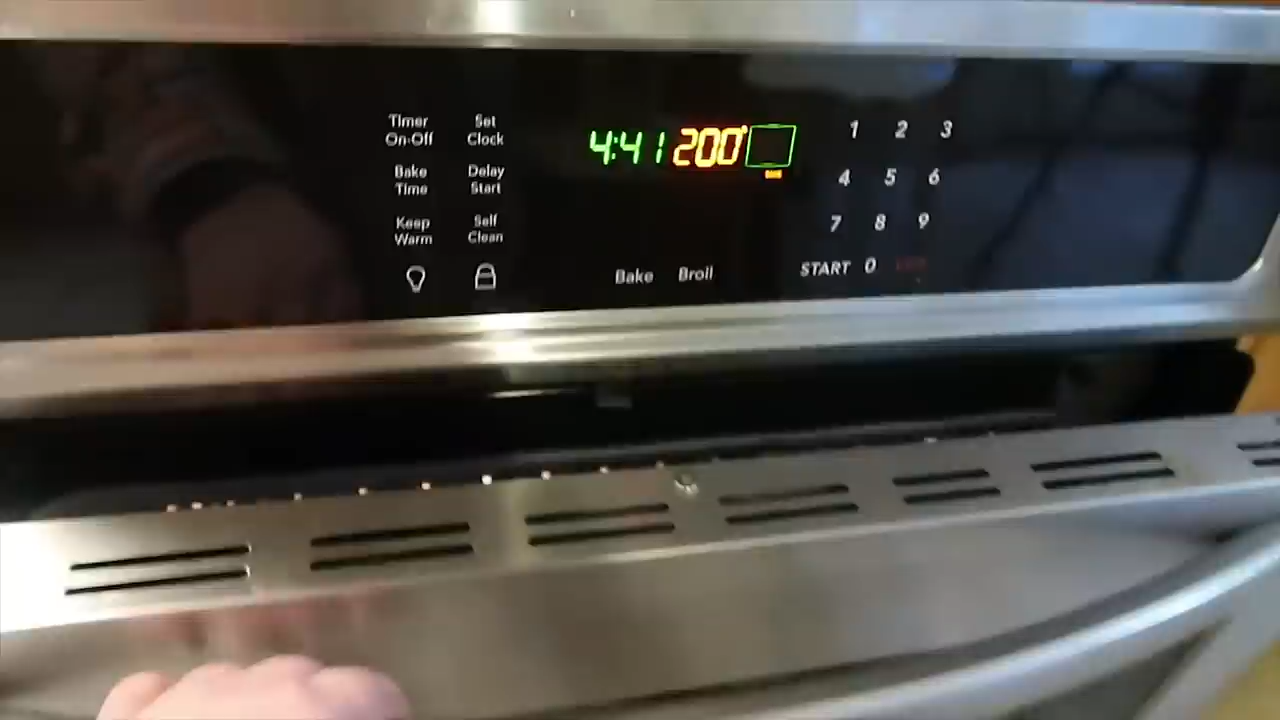 Timer
On-Off
Set
Clock
Bake
Time
Delay
Start
Keep
Warm
Self
Clean
4:41 200°
Bake Broil
1 2 3
4 5 6
7 8 9
START 0